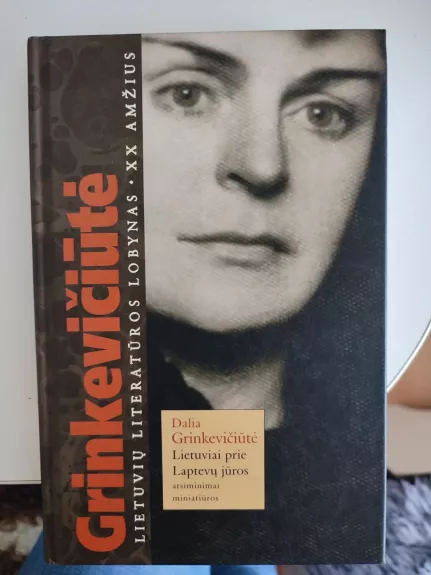 Grinkevičiūtė
LIETUVIŲ LITERATŪROS LOBYNAS · XX AMŽIUS
Dalia
Grinkevičiūtė
Lietuviai prie
Laptevų jūros
atsiminimai
miniatiūros